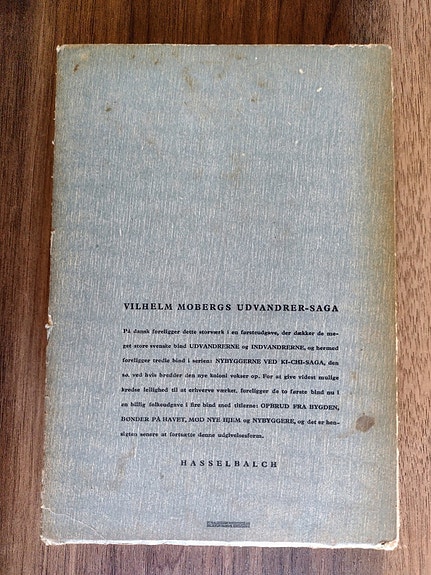 VILHELM MOBERGS UDVANDRER-SAGA
På dansk foreligger dette storværk i en førsteudgave, der dækker de me-
get store svenske bind UDVANDRERNE og INDVANDRERNE, og hermed
foreligger tredie bind i serien: NYBYGGERNE VED KI-CHI-SAGA, den
sø, ved hvis bredder den nye koloni vokser op. For at give videst mulige
kredse lejlighed til at erhverve værket, foreligger de to første bind nu i
en billig folkeudgave i fire bind med titlerne: OPBRUD FRA BYGDEN,
BØNDER PÅ HAVET, MOD NYE HJEM og NYBYGGERE, og det er hen-
sigten senere at fortsætte denne udgivelsesform.
HASSELBALCH